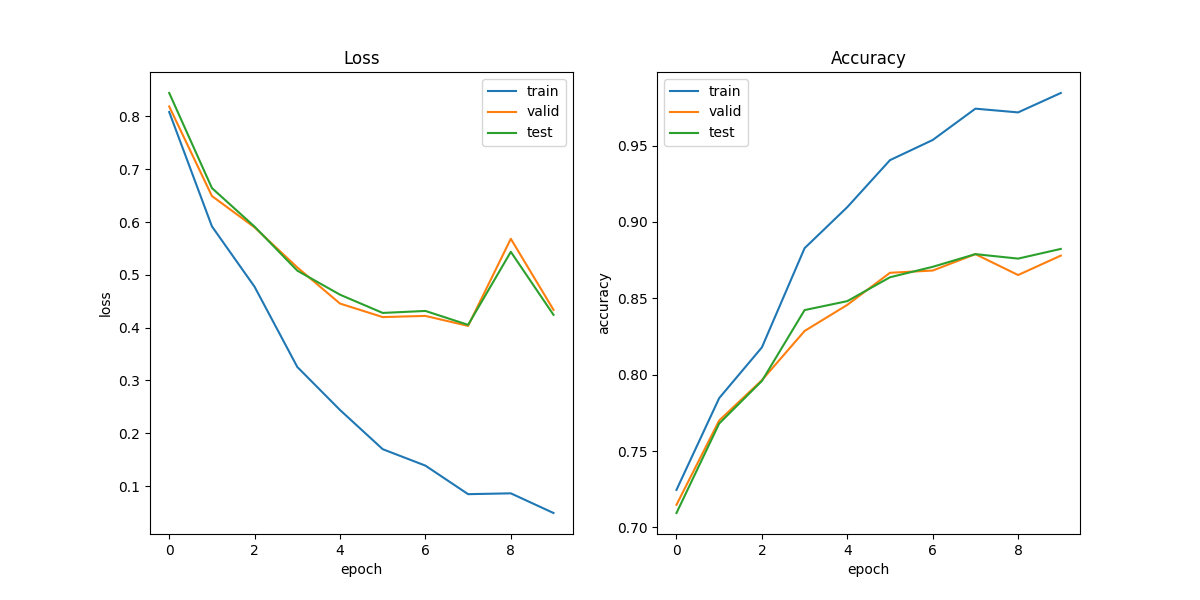 Loss
train
valid
test
0.8
0.7
0.6
0.5
0.4
0.3
0.2
0.1
loss
0 2 4 6 8
epoch
Accuracy
train
valid
test
0.95
0.90
0.85
0.80
0.75
0.70
accuracy
0 2 4 6 8
epoch